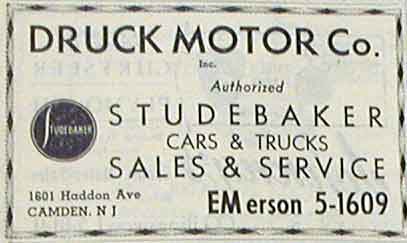 DRUCK MOTOR Co.
Inc.
Authorized
STUDEBAKER
STUDEBAKER
CARS & TRUCKS
SALES & SERVICE
1601 Haddon Ave
CAMDEN, N J
EMerson 5-1609